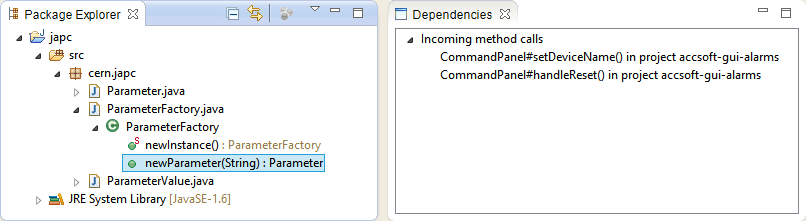 Package Explorer
japc
src
cern.japc
Parameter.java
ParameterFactory.java
ParameterFactory
S newInstance() : ParameterFactory
newParameter(String) : Parameter
ParameterValue.java
JRE System Library [JavaSE-1.6]
Dependencies
Incoming method calls
CommandPanel#setDeviceName() in project accsoft-gui-alarms
CommandPanel#handleReset() in project accsoft-gui-alarms